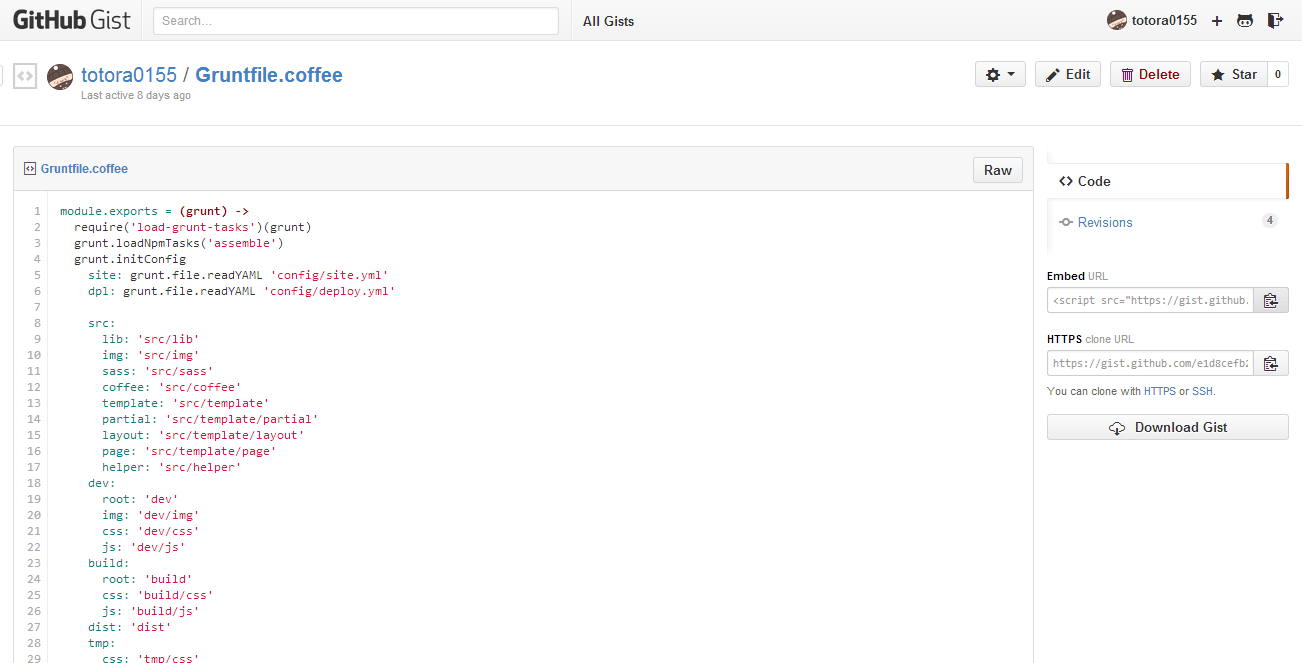 GitHub Gist Search... All Gists totora0155
totora0155 / Gruntfile.coffee
Last active 8 days ago
Edit Delete Star 0
Gruntfile.coffee Raw
1 module.exports = (grunt) ->
2 require('load-grunt-tasks')(grunt)
3 grunt.loadNpmTasks('assemble')
4 grunt.initConfig
5 site: grunt.file.readYAML 'config/site.yml'
6 dpl: grunt.file.readYAML 'config/deploy.yml'
7
8 src:
9 lib: 'src/lib'
10 img: 'src/img'
11 sass: 'src/sass'
12 coffee: 'src/coffee'
13 template: 'src/template'
14 partial: 'src/template/partial'
15 layout: 'src/template/layout'
16 page: 'src/template/page'
17 helper: 'src/helper'
18 dev:
19 root: 'dev'
20 img: 'dev/img'
21 css: 'dev/css'
22 js: 'dev/js'
23 build:
24 root: 'build'
25 css: 'build/css'
26 js: 'build/js'
27 dist: 'dist'
28 tmp:
29 css: 'tmp/css'
Code
Revisions 4
Embed URL
<script src="https://gist.github.
HTTPS clone URL
https://gist.github.com/e1d8cefb
You can clone with HTTPS or SSH.
Download Gist